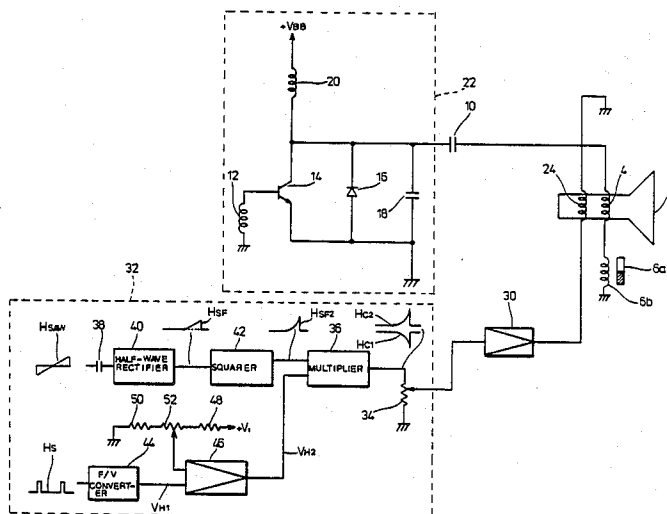 +VBB
20
22
10
12
14
16
18
24
4
6a
6b
32
HSAW
38
40
HSF
42
HSF2
HC2
HC1
36
30
HALF-WAVE
RECTIFIER
SQUARER
MULTIPLIER
34
50
52
48
+V1
HS
44
46
VH2
F/V
CONVERT-
ER
VH1